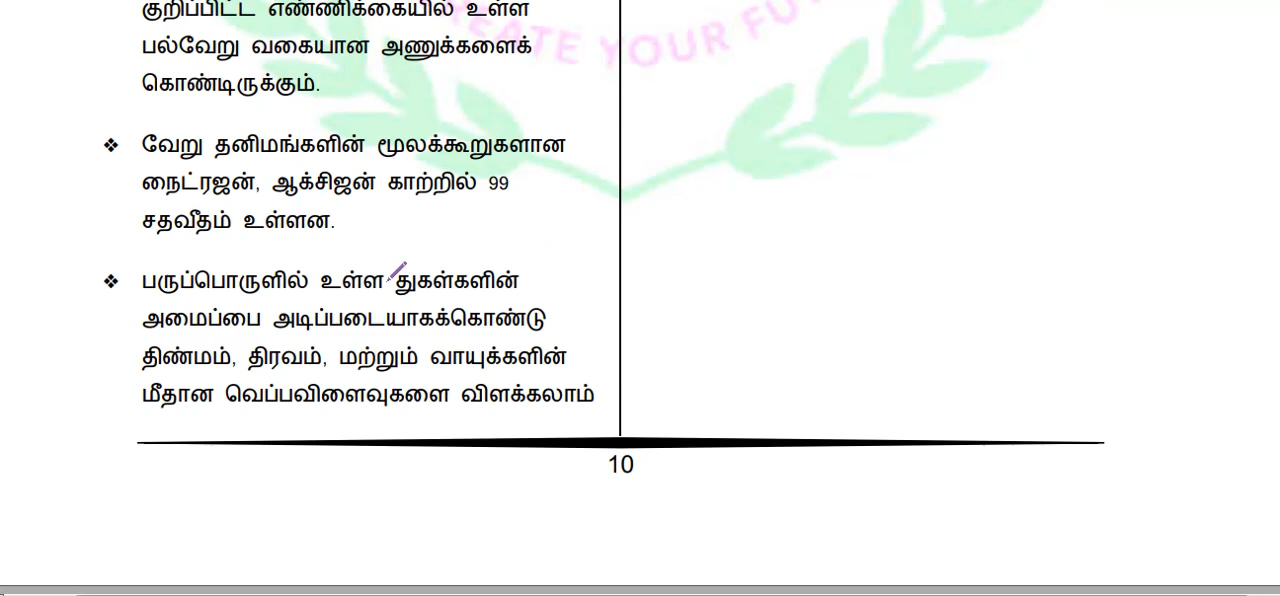 குறிப்பிட்ட எண்ணிக்கையில் உள்ள
பல்வேறு வகையான அணுக்களைக்
கொண்டிருக்கும்.
❖ வேறு தனிமங்களின் மூலக்கூறுகளான
நைட்ரஜன், ஆக்சிஜன் காற்றில் 99
சதவீதம் உள்ளன.
❖ பருப்பொருளில் உள்ள துகள்களின்
அமைப்பை அடிப்படையாகக்கொண்டு
திண்மம், திரவம், மற்றும் வாயுக்களின்
மீதான வெப்பவிளைவுகளை விளக்கலாம்
YOUR
10